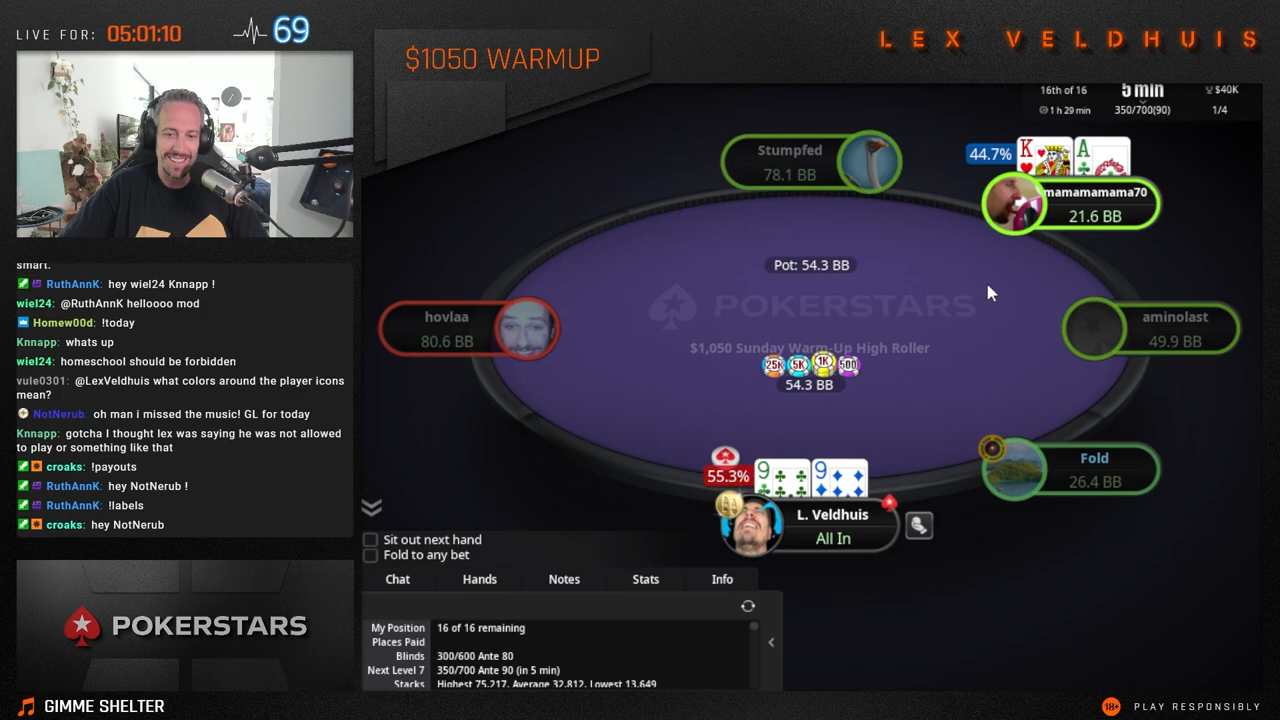 LIVE FOR: 05:01:10 69
$1050 WARMUP
LEX VELDHUIS
16th of 16 5 min $40K
1 h 29 min 350/700(90) 1/4
Stumpfed
78.1 BB
44.7% K A
mamamamama70
21.6 BB
Pot: 54.3 BB
POKERSTARS
$1,050 Sunday Warm-Up High Roller
25K 5K 1K 500
54.3 BB
hovlaa
80.6 BB
aminolast
49.9 BB
Fold
26.4 BB
55.3% 9 9
L. Veldhuis
All In
smart.
RuthAnnK: hey wiel24 Knnapp !
wiel24: @RuthAnnK helloooo mod
Homew00d: !today
Knnapp: whats up
wiel24: homeschool should be forbidden
vule0301: @LexVeldhuis what colors around the player icons
mean?
NotNerub: oh man i missed the music! GL for today
Knnapp: gotcha I thought lex was saying he was not allowed
to play or something like that
croaks: !payouts
RuthAnnK: hey NotNerub !
RuthAnnK: !labels
croaks: hey NotNerub
Sit out next hand
Fold to any bet
Chat Hands Notes Stats Info
My Position 16 of 16 remaining
Places Paid
Blinds 300/600 Ante 80
Next Level 7 350/700 Ante 90 (in 5 min)
Stacks Highest 75,217, Average 32,812, Lowest 13,649
POKERSTARS
GIMME SHELTER
18+ PLAY RESPONSIBLY